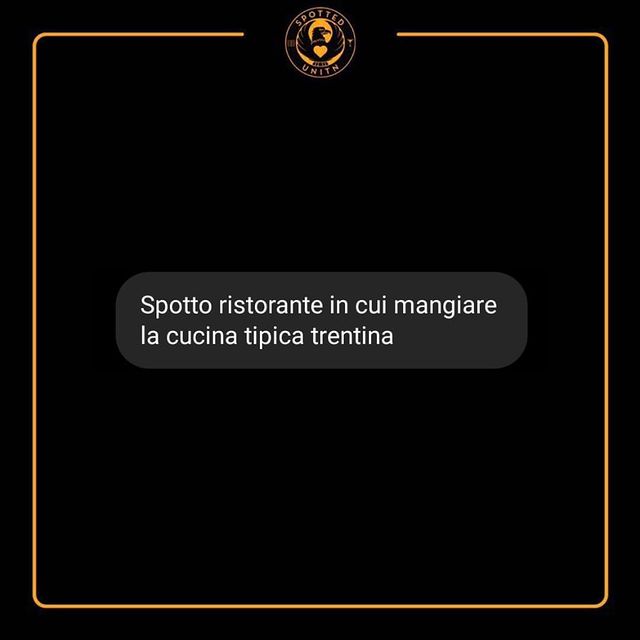 SPOTTED
UNITN
Spotto ristorante in cui mangiare
la cucina tipica trentina